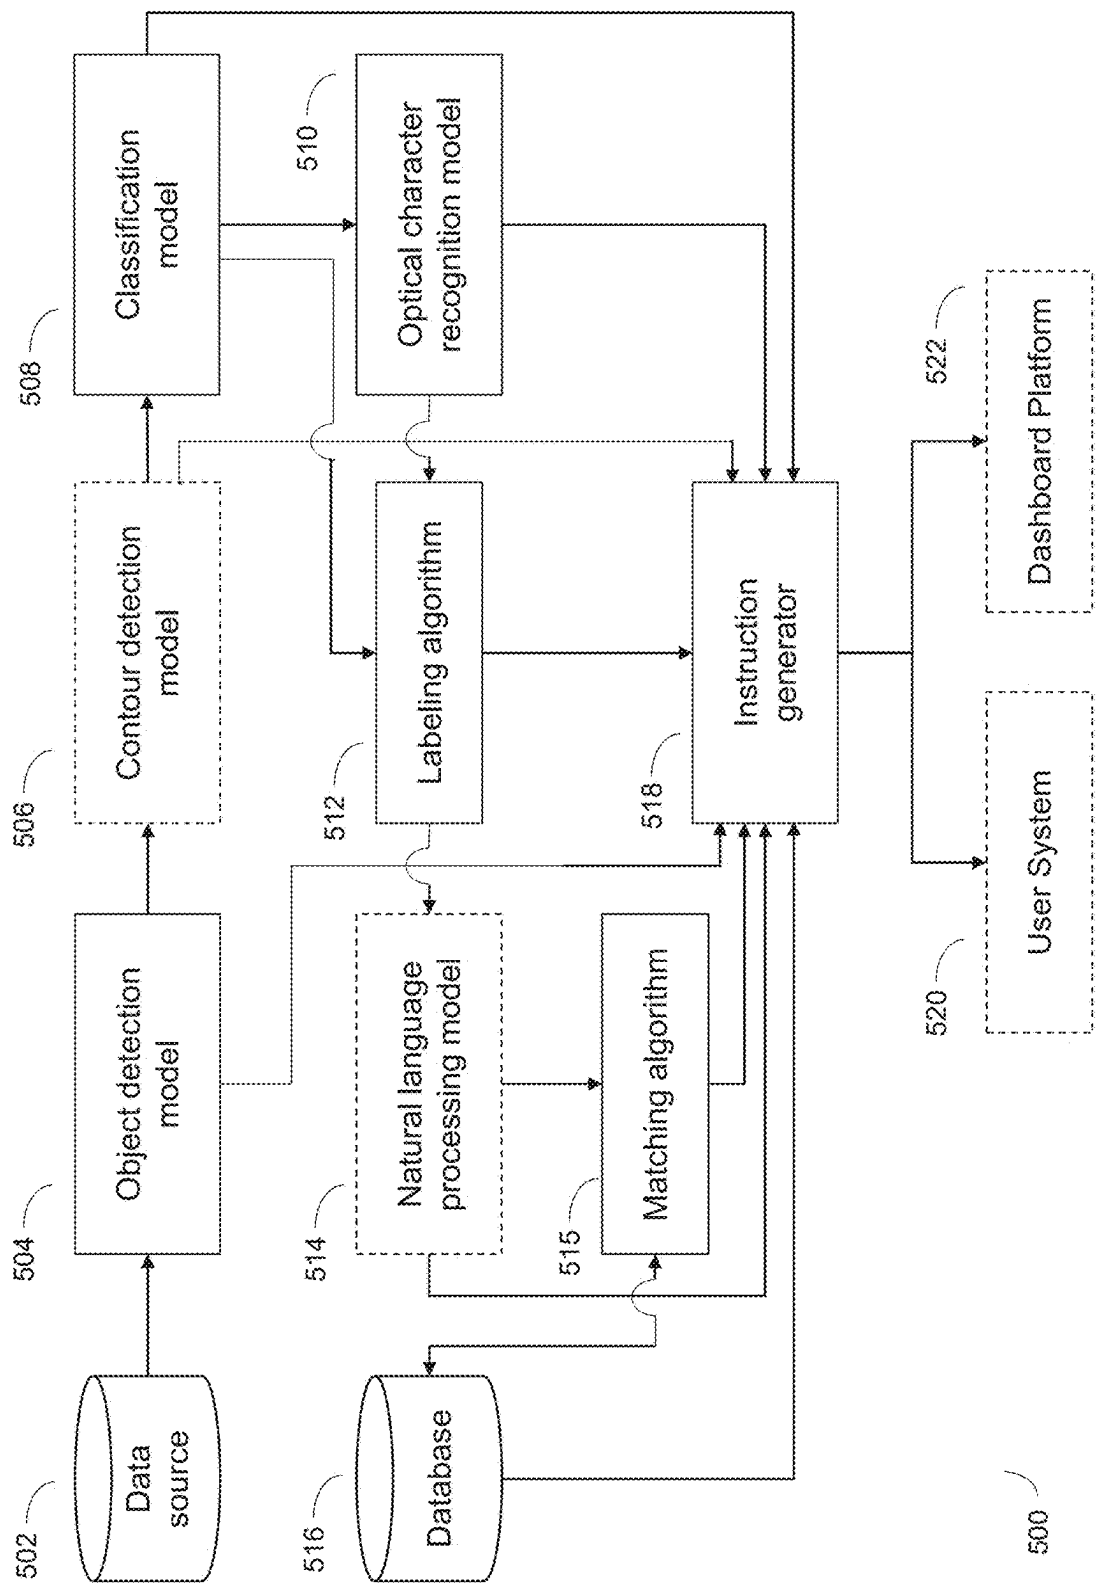 502
Data
source
504
Object detection
model
506
Contour detection
model
508
Classification
model
516
Database
514
Natural language
processing model
512
Labeling algorithm
510
Optical character
recognition model
515
Matching algorithm
518
Instruction
generator
520
User System
522
Dashboard Platform
500